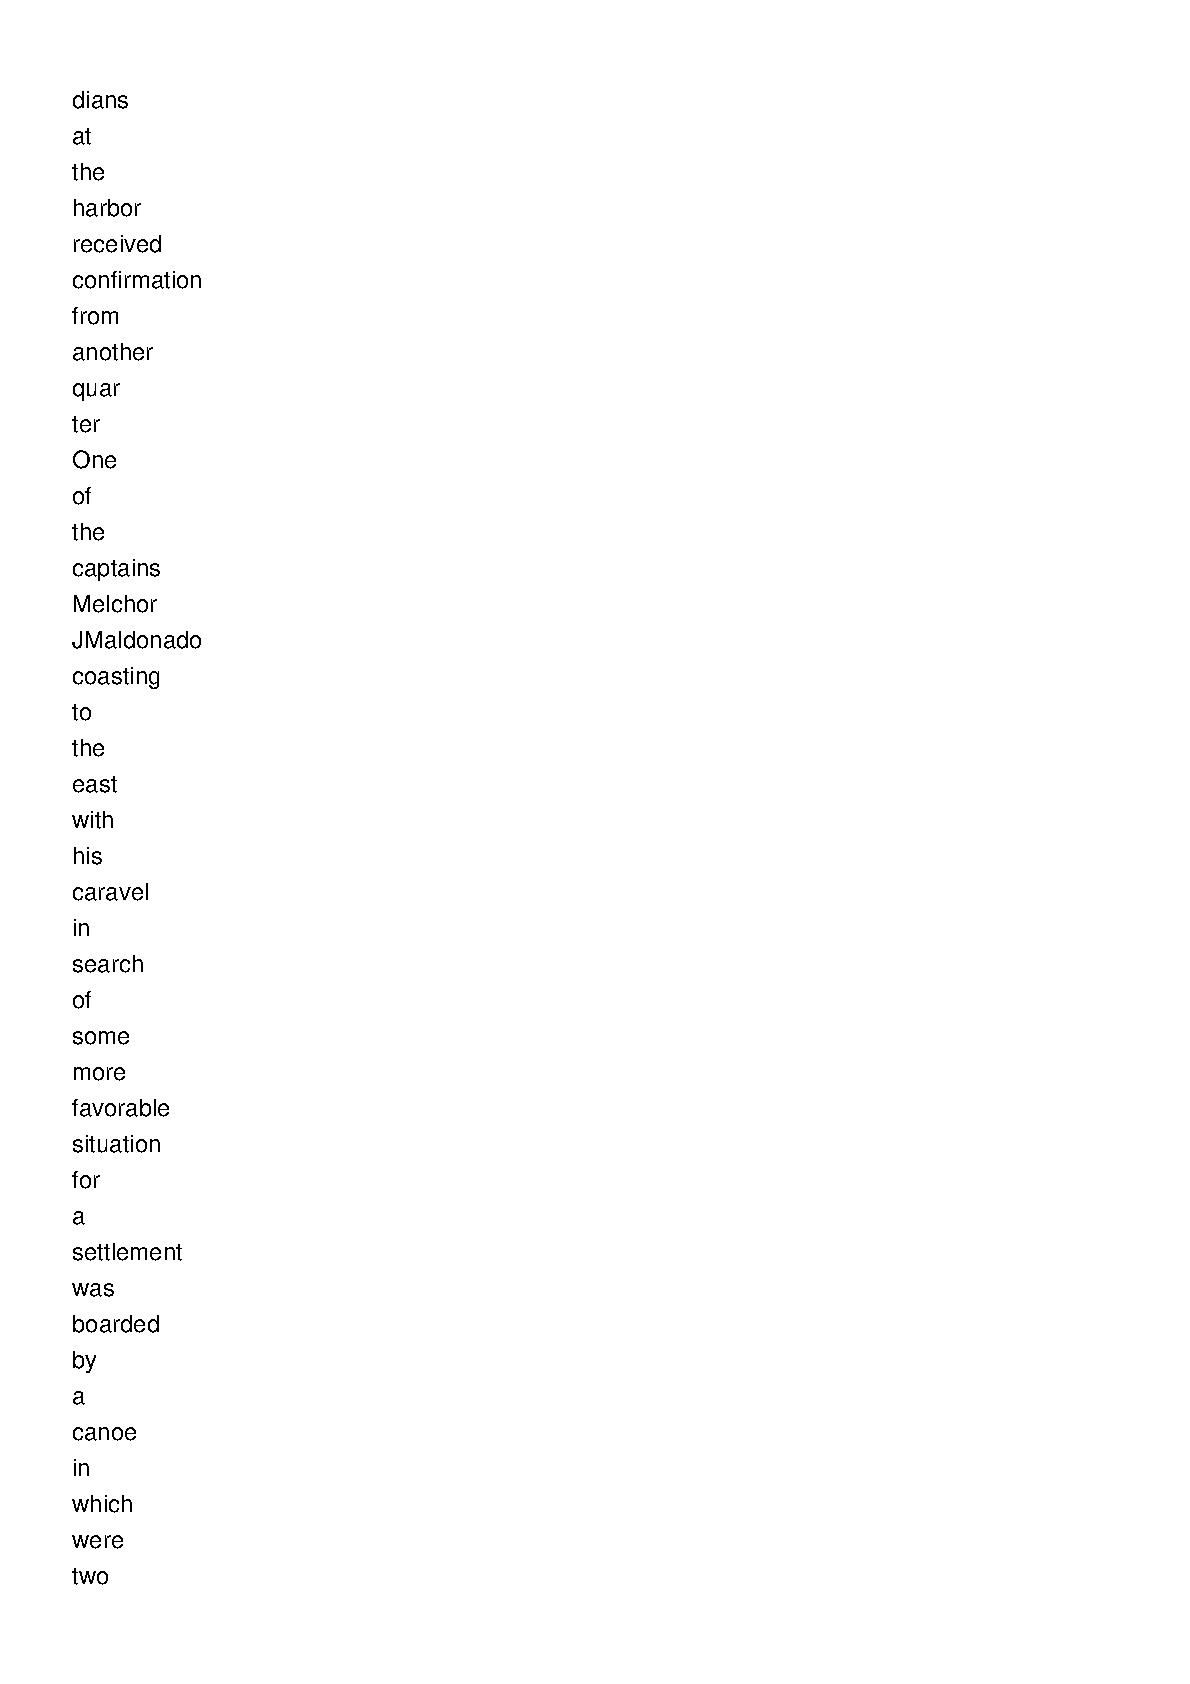 dians
at
the
harbor
received
confirmation
from
another
quar
ter
One
of
the
captains
Melchor
JMaldonado
coasting
to
the
east
with
his
caravel
in
search
of
some
more
favorable
situation
for
a
settlement
was
boarded
by
a
canoe
in
which
were
two